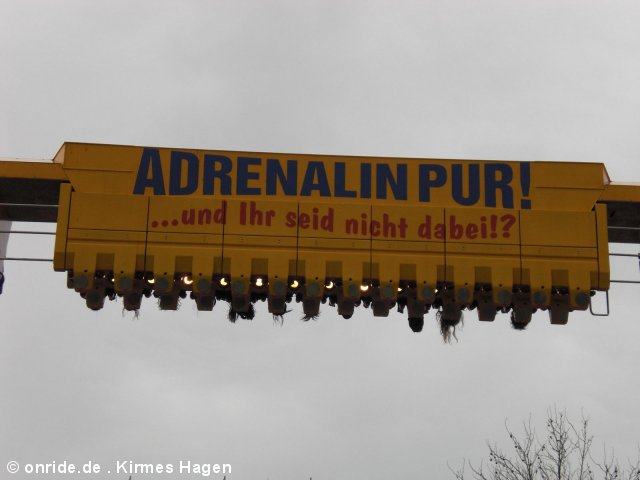 ADRENALIN PUR!
...und Ihr seid nicht dabei!?
© onride.de . Kirmes Hagen